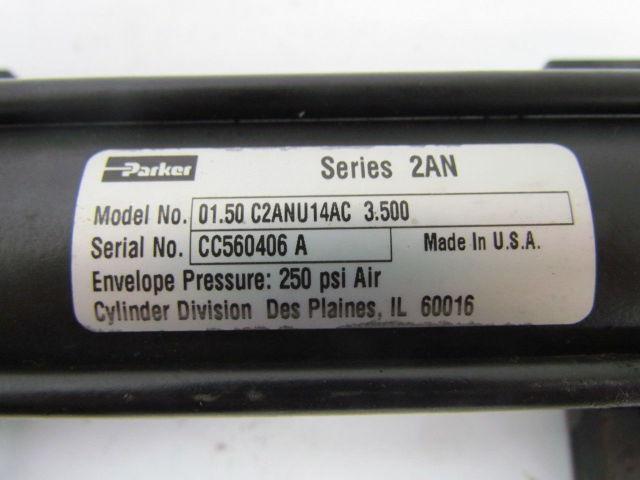 Parker Series 2AN
Model No. 01.50 C2ANU14AC 3.500
Serial No. CC560406 A Made In U.S.A.
Envelope Pressure: 250 psi Air
Cylinder Division Des Plaines, IL 60016